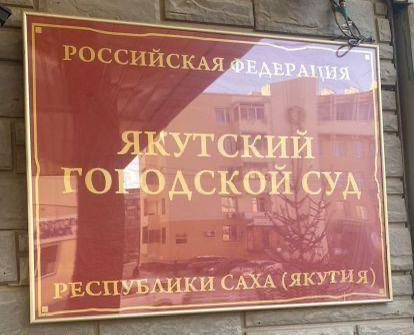 РОССИЙСКАЯ ФЕДЕРАЦИЯ
ЯКУТСКИЙ
ГОРОДСКОЙ СУД
РЕСПУБЛИКИ САХА (ЯКУТИЯ)